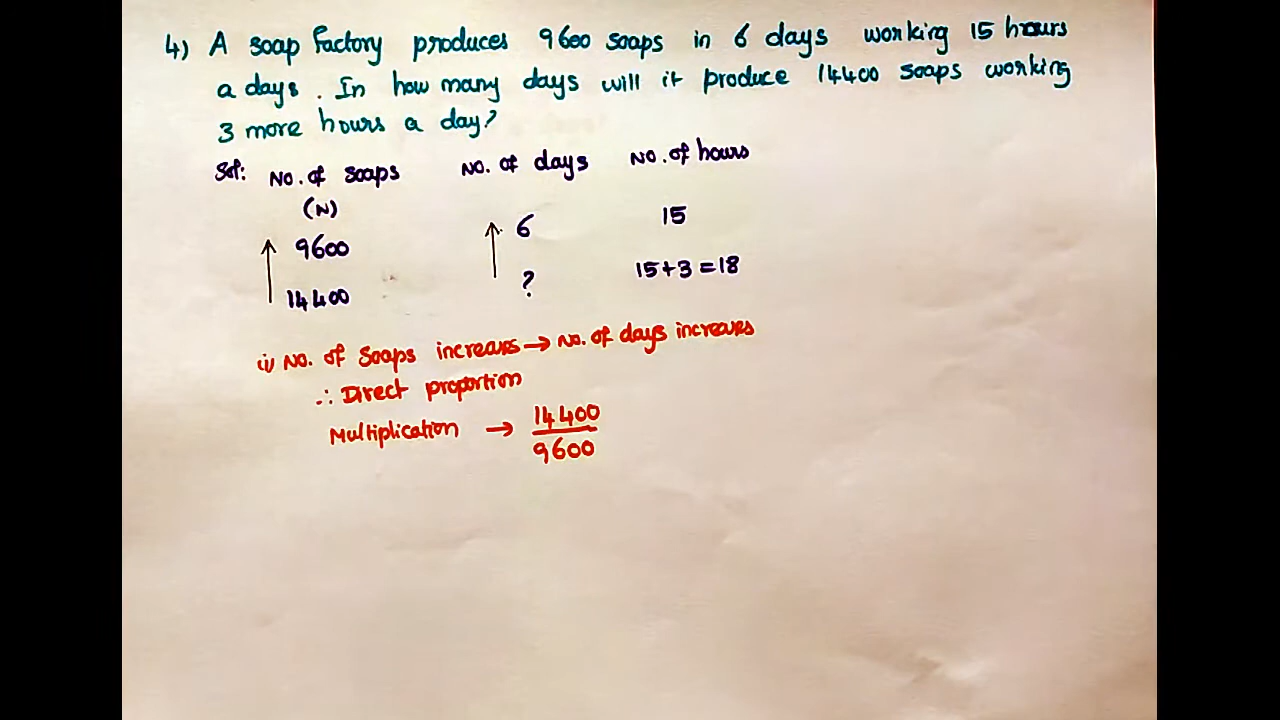 4) A soap factory produces 9600 soaps in 6 days working 15 hours
a days . In how many days will it produce 14400 soaps working
3 more hours a day?
Sol: No. of soaps No. of days No. of hours
(N)
9600 6 15
14400 ? 15+3=18
i) No. of soaps increases → No. of days increases
∴ Direct proportion
Multiplication → 14400
9600